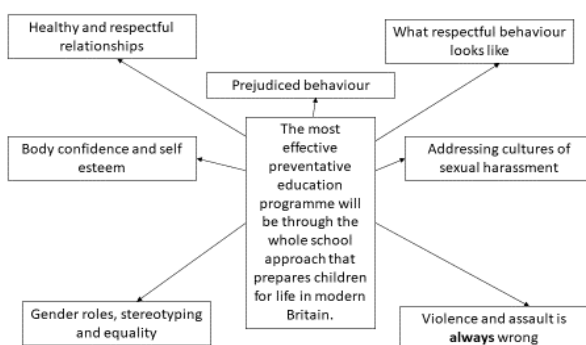 Healthy and respectful
relationships
What respectful behaviour
looks like
Prejudiced behaviour
Body confidence and self
esteem
The most
effective
preventative
education
programme will
be through the
whole school
approach that
prepares children
for life in modern
Britain.
Addressing cultures of
sexual harassment
Gender roles, stereotyping
and equality
Violence and assault is
always wrong